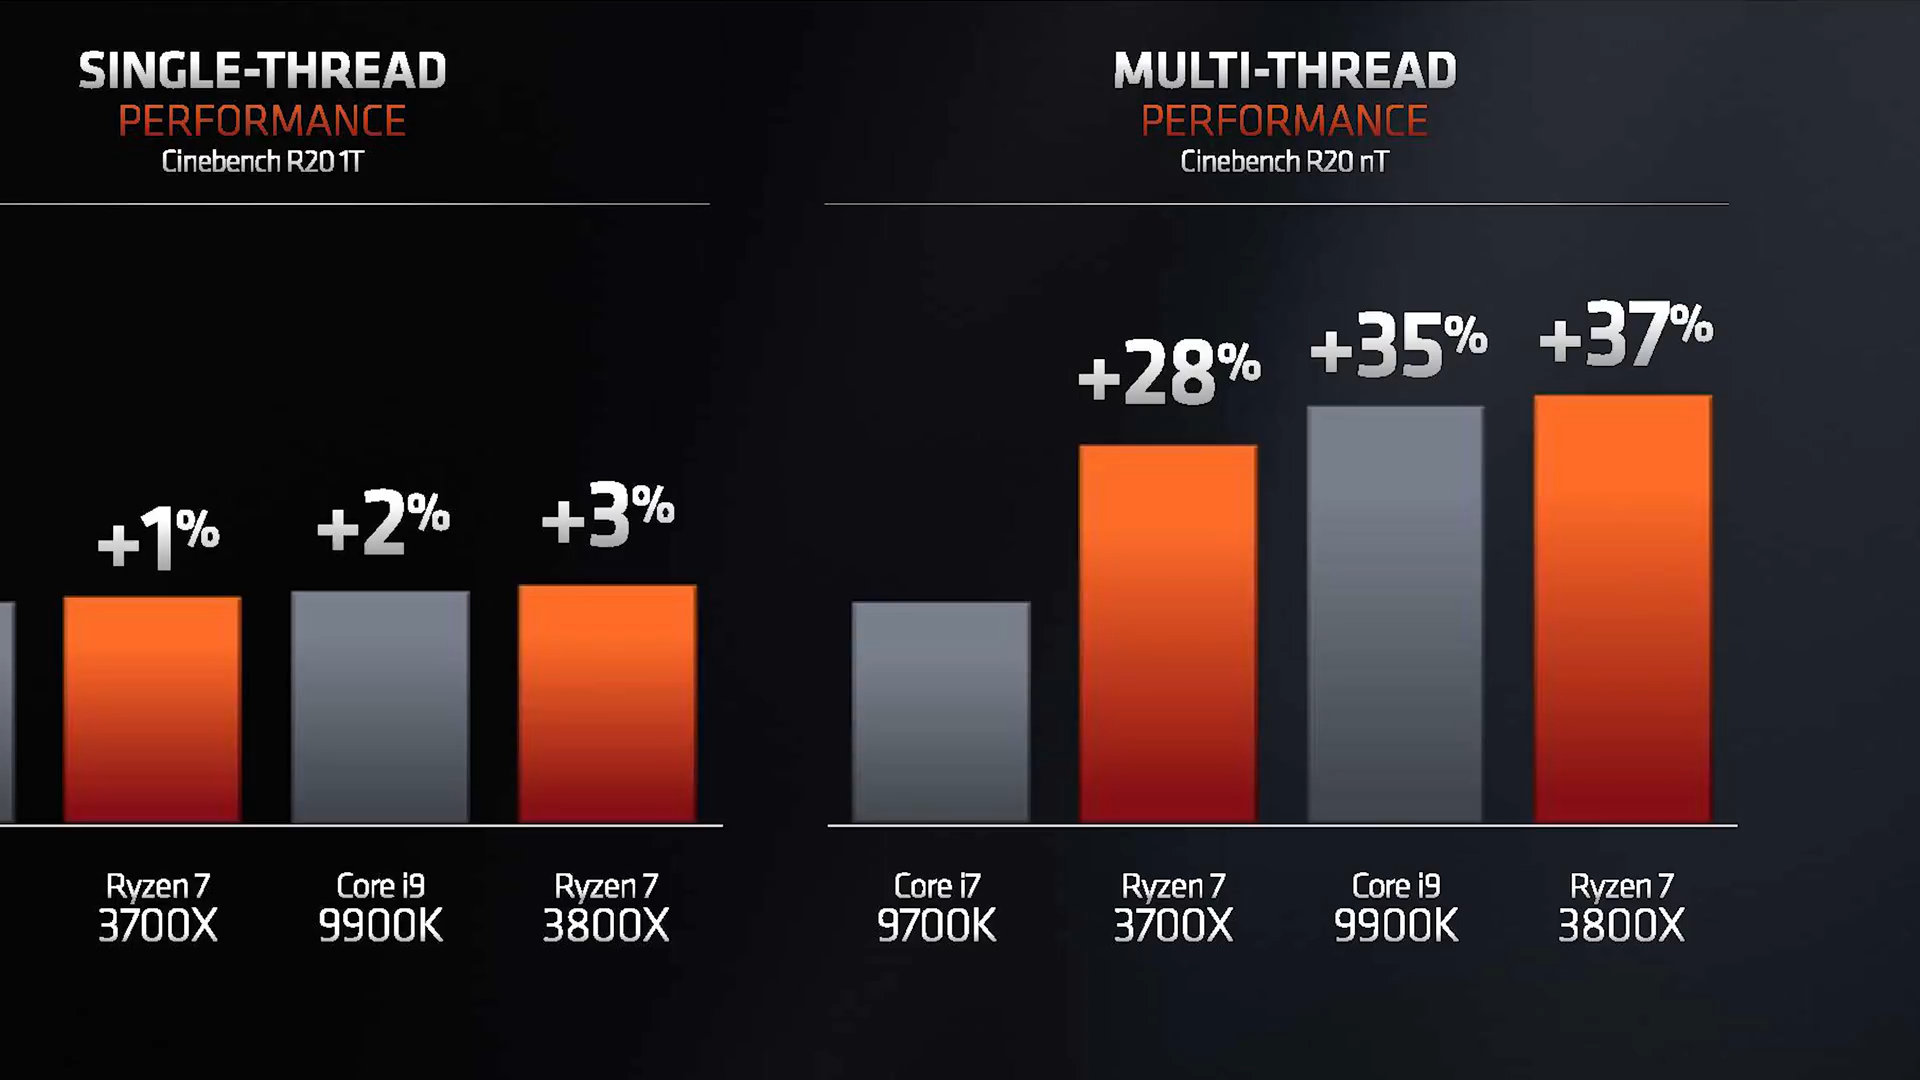 SINGLE-THREAD
PERFORMANCE
Cinebench R20 1T
+1%
+2%
+3%
Ryzen 7
3700X
Core i9
9900K
Ryzen 7
3800X
MULTI-THREAD
PERFORMANCE
Cinebench R20 nT
+28%
+35%
+37%
Core i7
9700K
Ryzen 7
3700X
Core i9
9900K
Ryzen 7
3800X